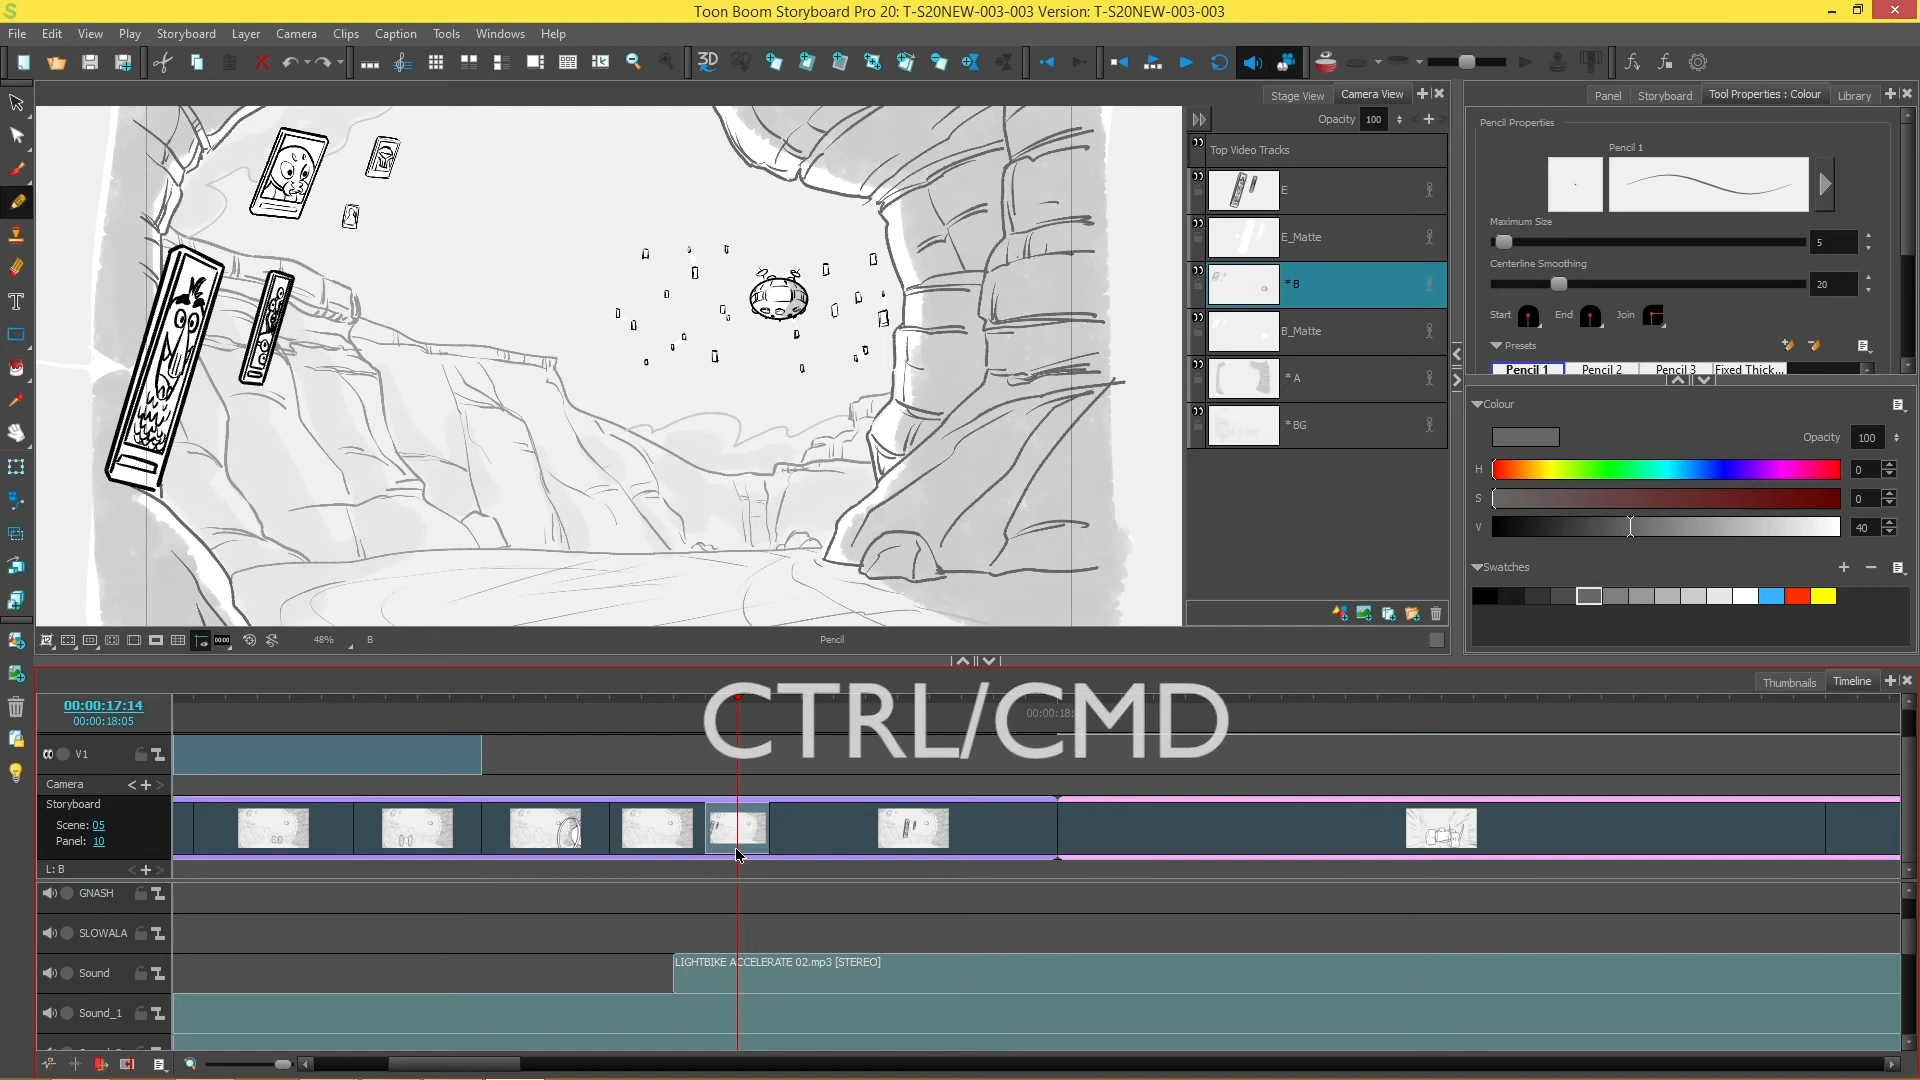 Toon Boom Storyboard Pro 20: T-S20NEW-003-003 Version: T-S20NEW-003-003
File Edit View Play Storyboard Layer Camera Clips Caption Tools Windows Help
3D
Stage View Camera View
Panel Storyboard Tool Properties : Colour Library
Opacity 100
Top Video Tracks
E
E_Matte
* B
B_Matte
* A
* BG
Pencil Properties
Pencil 1
Maximum Size
5
Centerline Smoothing
20
Start End Join
Presets
Pencil 1 Pencil 2 Pencil 3 Fixed Thick...
Colour
Opacity 100
H 0
S 0
V 40
Swatches
48% B Pencil
Thumbnails Timeline
CTRL/CMD
00:00:17:14
00:00:18:05
00:00:18:
V1
Camera
Storyboard
Scene: 05
Panel: 10
L: B
GNASH
SLOWALA
Sound
LIGHTBIKE ACCELERATE 02.mp3 [STEREO]
Sound_1